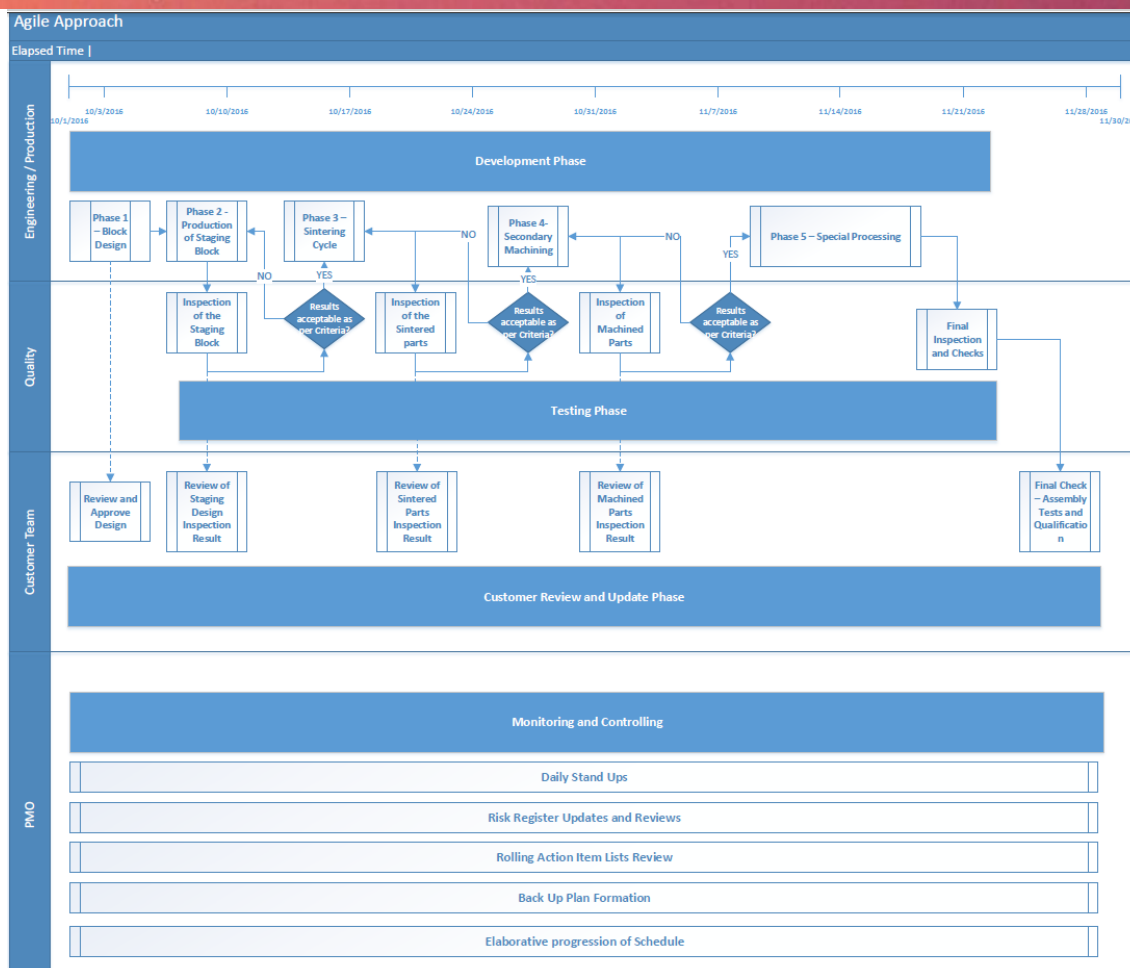 Agile Approach
Elapsed Time |
Engineering / Production
10/1/2016
10/3/2016
10/10/2016
10/17/2016
10/24/2016
10/31/2016
11/7/2016
11/14/2016
11/21/2016
11/28/2016
Development Phase
Phase 1
– Block
Design
Phase 2 -
Production
of Staging
Block
Phase 3 –
Sintering
Cycle
Phase 4-
Secondary
Machining
Phase 5 – Special Processing
NO
YES
NO
YES
NO
YES
Quality
Inspection
of the
Staging
Block
Results
acceptable as
per Criteria?
Inspection
of the
Sintered
parts
Results
acceptable as
per Criteria?
Inspection
of
Machined
Parts
Results
acceptable as
per Criteria?
Final
Inspection
and Checks
Testing Phase
Customer Team
Review and
Approve
Design
Review of
Staging
Design
Inspection
Result
Review of
Sintered
Parts
Inspection
Result
Review of
Machined
Parts
Inspection
Result
Final Check
– Assembly
Tests and
Qualificatio
n
Customer Review and Update Phase
PMO
Monitoring and Controlling
Daily Stand Ups
Risk Register Updates and Reviews
Rolling Action Item Lists Review
Back Up Plan Formation
Elaborative progression of Schedule